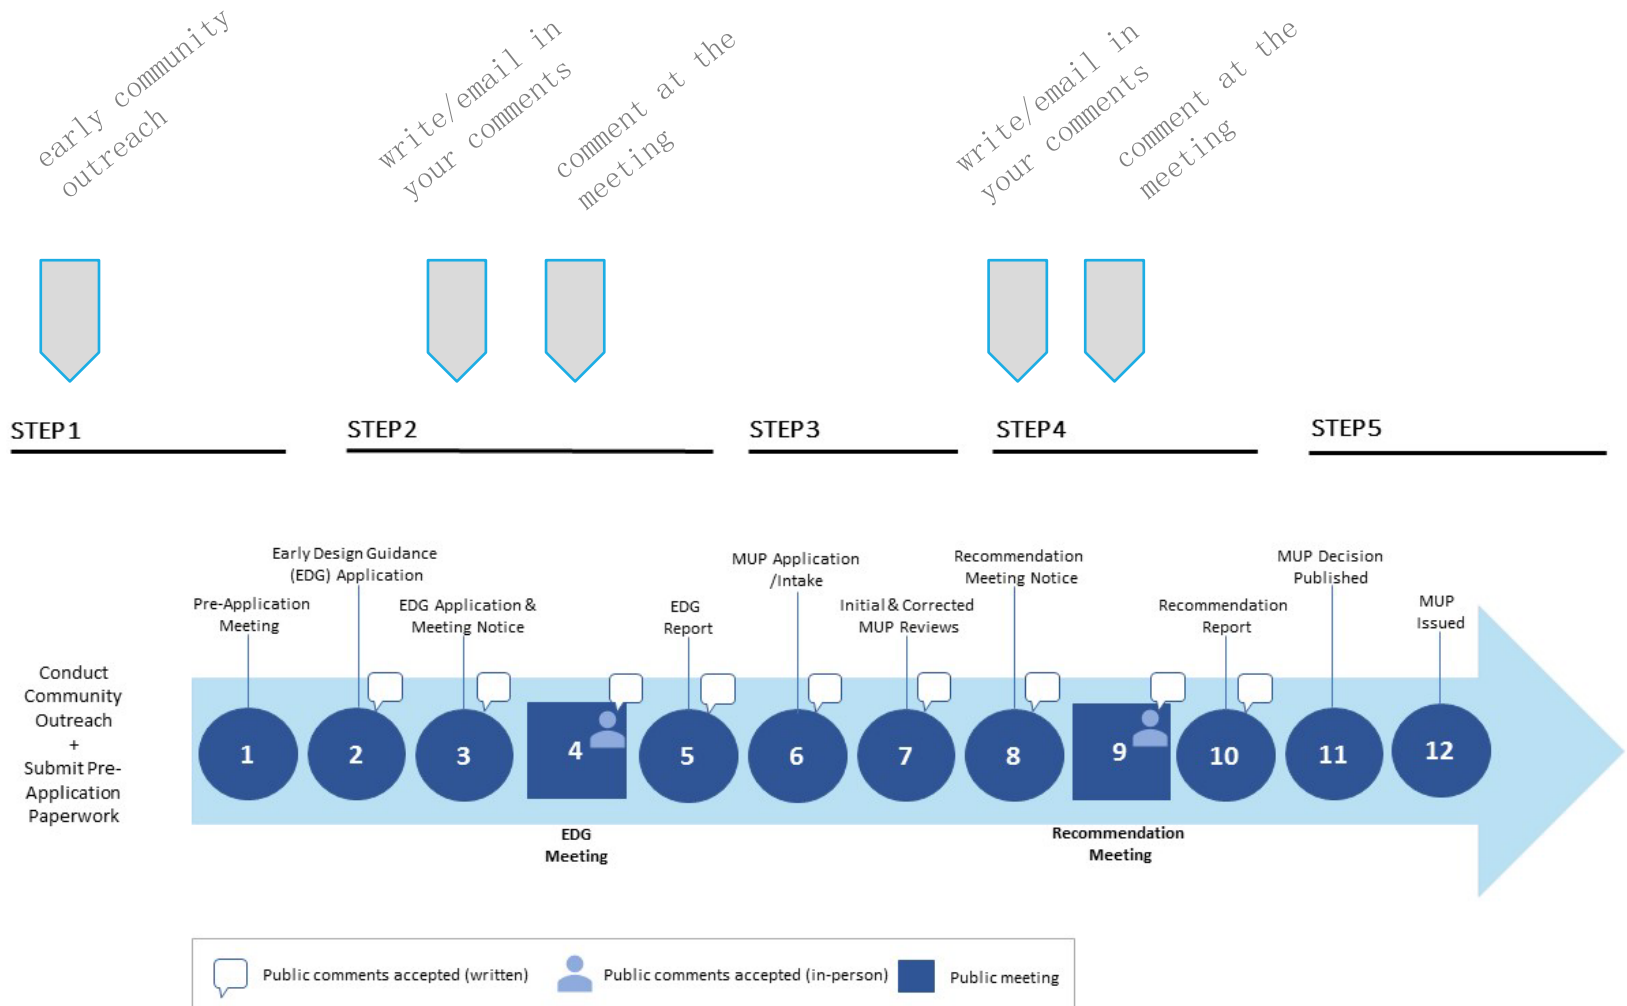 early community
outreach
write/email in
your comments
comment at the
meeting
write/email in
your comments
comment at the
meeting
STEP1
STEP2
STEP3
STEP4
STEP5
Pre-Application
Meeting
Early Design Guidance
(EDG) Application
EDG Application &
Meeting Notice
EDG
Report
MUP Application
/Intake
Initial & Corrected
MUP Reviews
Recommendation
Meeting Notice
Recommendation
Report
MUP Decision
Published
MUP
Issued
Conduct
Community
Outreach
+
Submit Pre-
Application
Paperwork
1
2
3
4
5
6
7
8
9
10
11
12
EDG
Meeting
Recommendation
Meeting
Public comments accepted (written)
Public comments accepted (in-person)
Public meeting